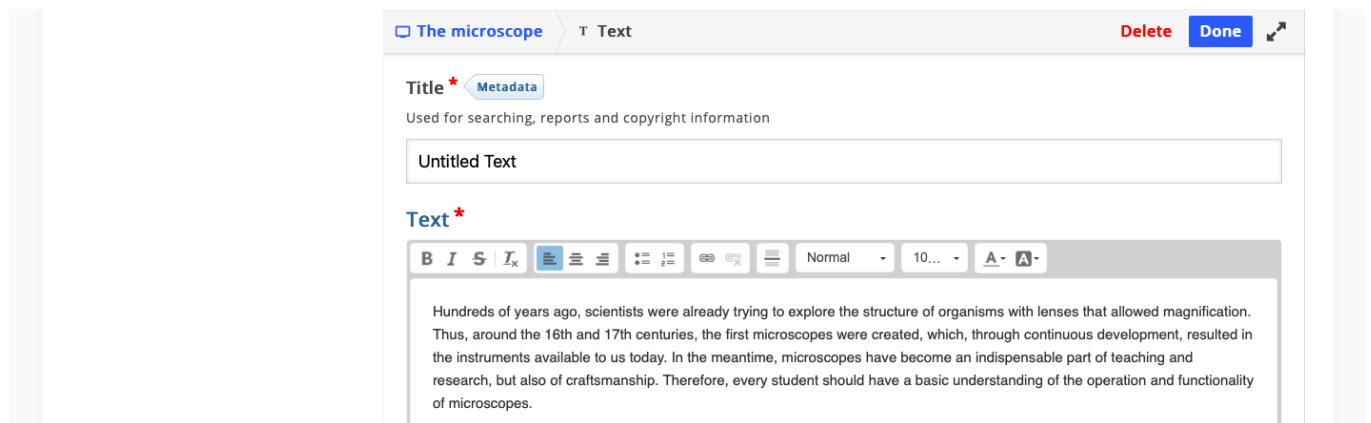 The microscope T Text Delete Done
Title * Metadata
Used for searching, reports and copyright information
Untitled Text
Text *
B I S Tx Normal 10... A A
Hundreds of years ago, scientists were already trying to explore the structure of organisms with lenses that allowed magnification.
Thus, around the 16th and 17th centuries, the first microscopes were created, which, through continuous development, resulted in
the instruments available to us today. In the meantime, microscopes have become an indispensable part of teaching and
research, but also of craftsmanship. Therefore, every student should have a basic understanding of the operation and functionality
of microscopes.